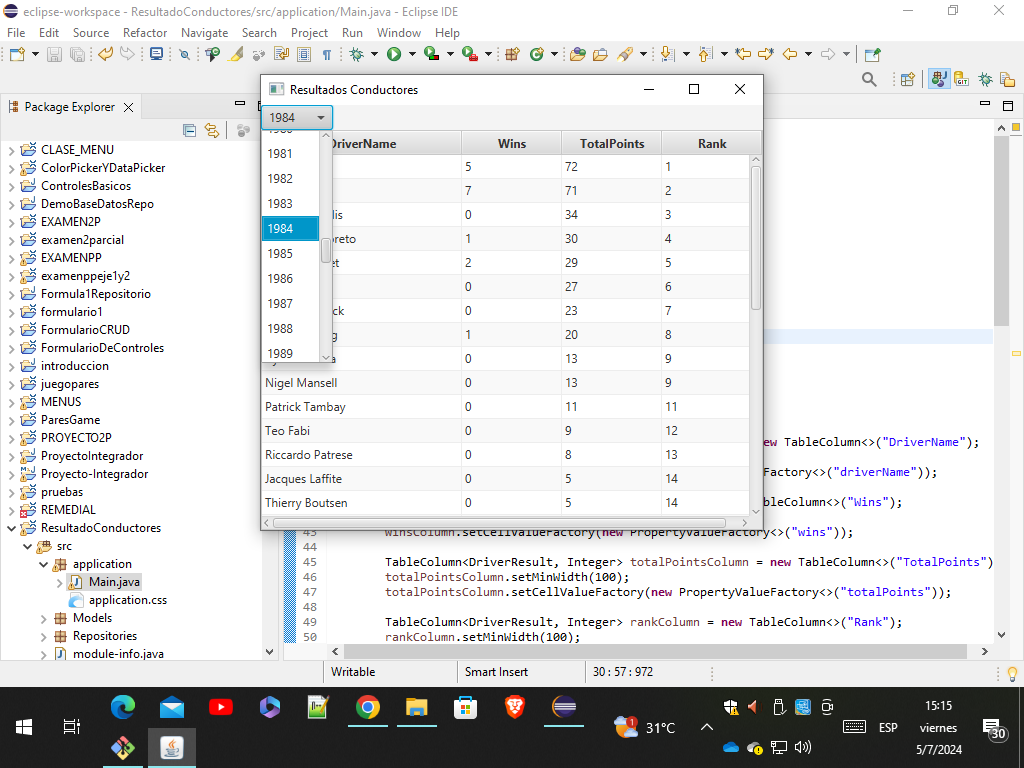 eclipse-workspace - ResultadoConductores/src/application/Main.java - Eclipse IDE
File Edit Source Refactor Navigate Search Project Run Window Help
Package Explorer
CLASE_MENU
ColorPickerYDataPicker
ControlesBasicos
DemoBaseDatosRepo
EXAMEN2P
examen2parcial
EXAMENPP
examenppeje1y2
Formula1Repositorio
formulario1
FormularioCRUD
FormularioDeControles
introduccion
juegopares
MENUS
ParesGame
PROYECTO2P
ProyectoIntegrador
Proyecto-Integrador
pruebas
REMEDIAL
ResultadoConductores
src
application
Main.java
application.css
Models
Repositories
module-info.java
Resultados Conductores
1984
1980
1981
1982
1983
1984
1985
1986
1987
1988
1989
DriverName Wins TotalPoints Rank
5 72 1
7 71 2
lis 0 34 3
oreto 1 30 4
et 2 29 5
0 27 6
ck 0 23 7
g 1 20 8
a 0 13 9
Nigel Mansell 0 13 9
Patrick Tambay 0 11 11
Teo Fabi 0 9 12
Riccardo Patrese 0 8 13
Jacques Laffite 0 5 14
Thierry Boutsen 0 5 14
ew TableColumn<>("DriverName");
Factory<>("driverName"));
bleColumn<>("Wins");
43 winsColumn.setCellValueFactory(new PropertyValueFactory<>("wins"));
44
45 TableColumn<DriverResult, Integer> totalPointsColumn = new TableColumn<>("TotalPoints")
46 totalPointsColumn.setMinWidth(100);
47 totalPointsColumn.setCellValueFactory(new PropertyValueFactory<>("totalPoints"));
48
49 TableColumn<DriverResult, Integer> rankColumn = new TableColumn<>("Rank");
50 rankColumn.setMinWidth(100);
Writable Smart Insert 30 : 57 : 972
1 31°C
ESP
15:15
viernes
5/7/2024
30